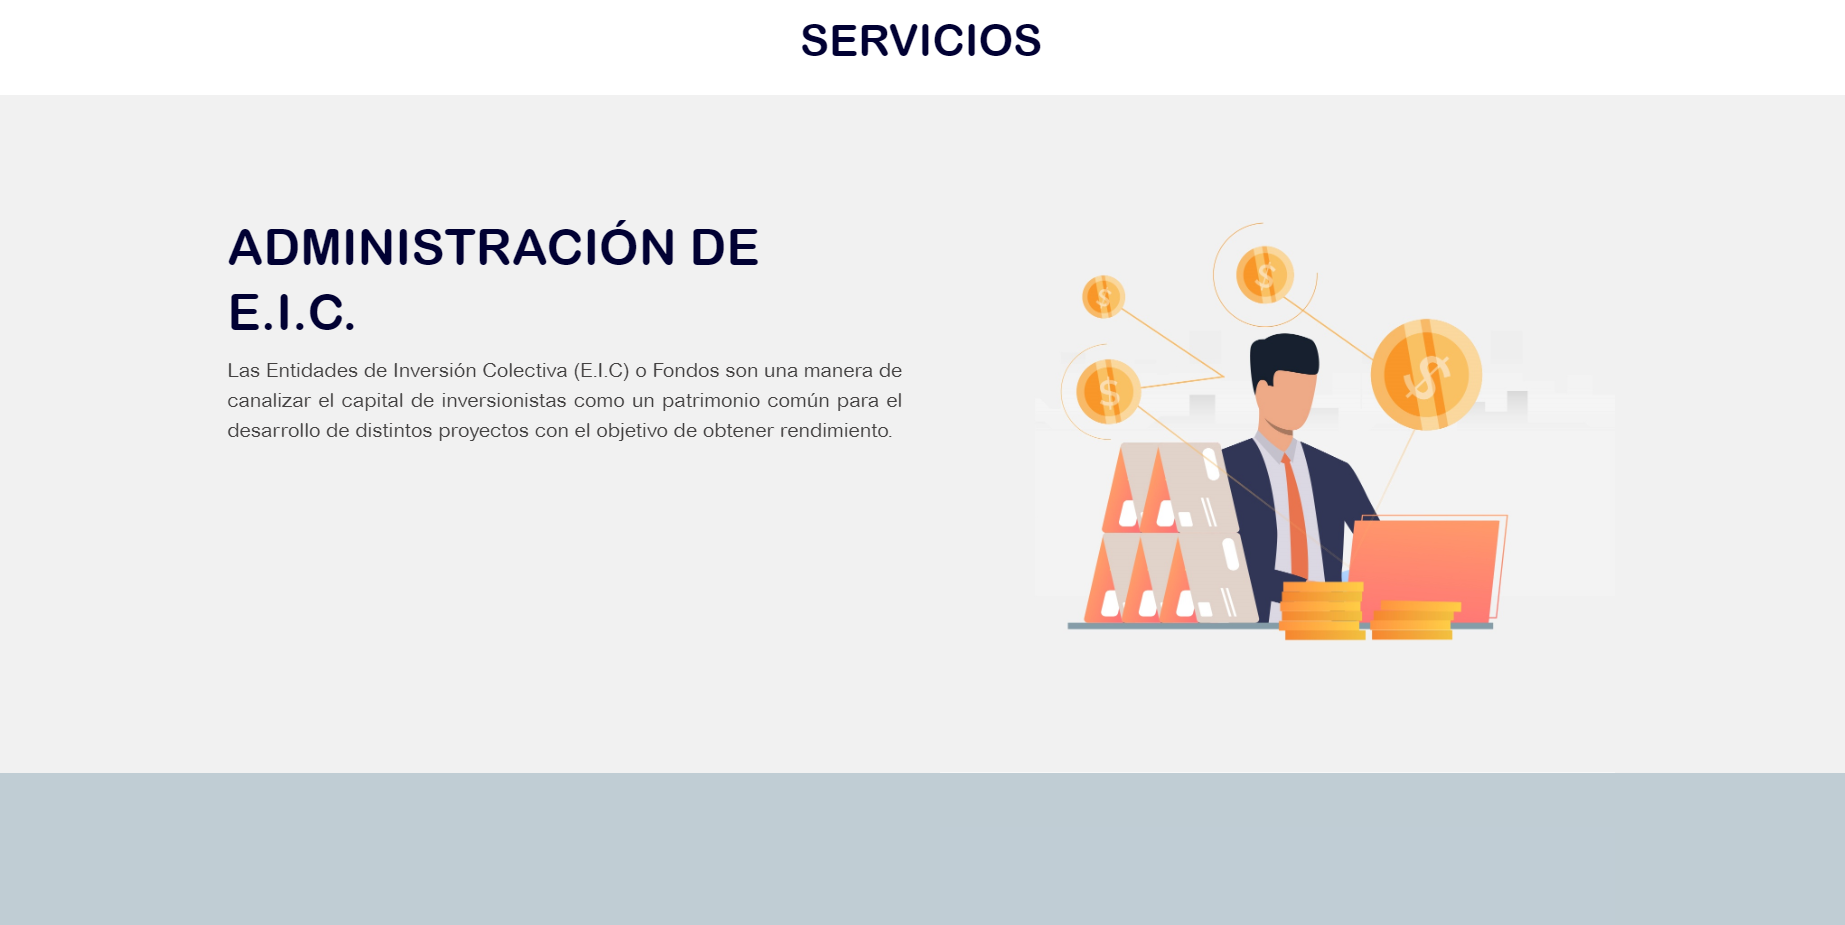 SERVICIOS
ADMINISTRACIÓN DE
E.I.C.
Las Entidades de Inversión Colectiva (E.I.C) o Fondos son una manera de
canalizar el capital de inversionistas como un patrimonio común para el
desarrollo de distintos proyectos con el objetivo de obtener rendimiento.
$
$
$
$